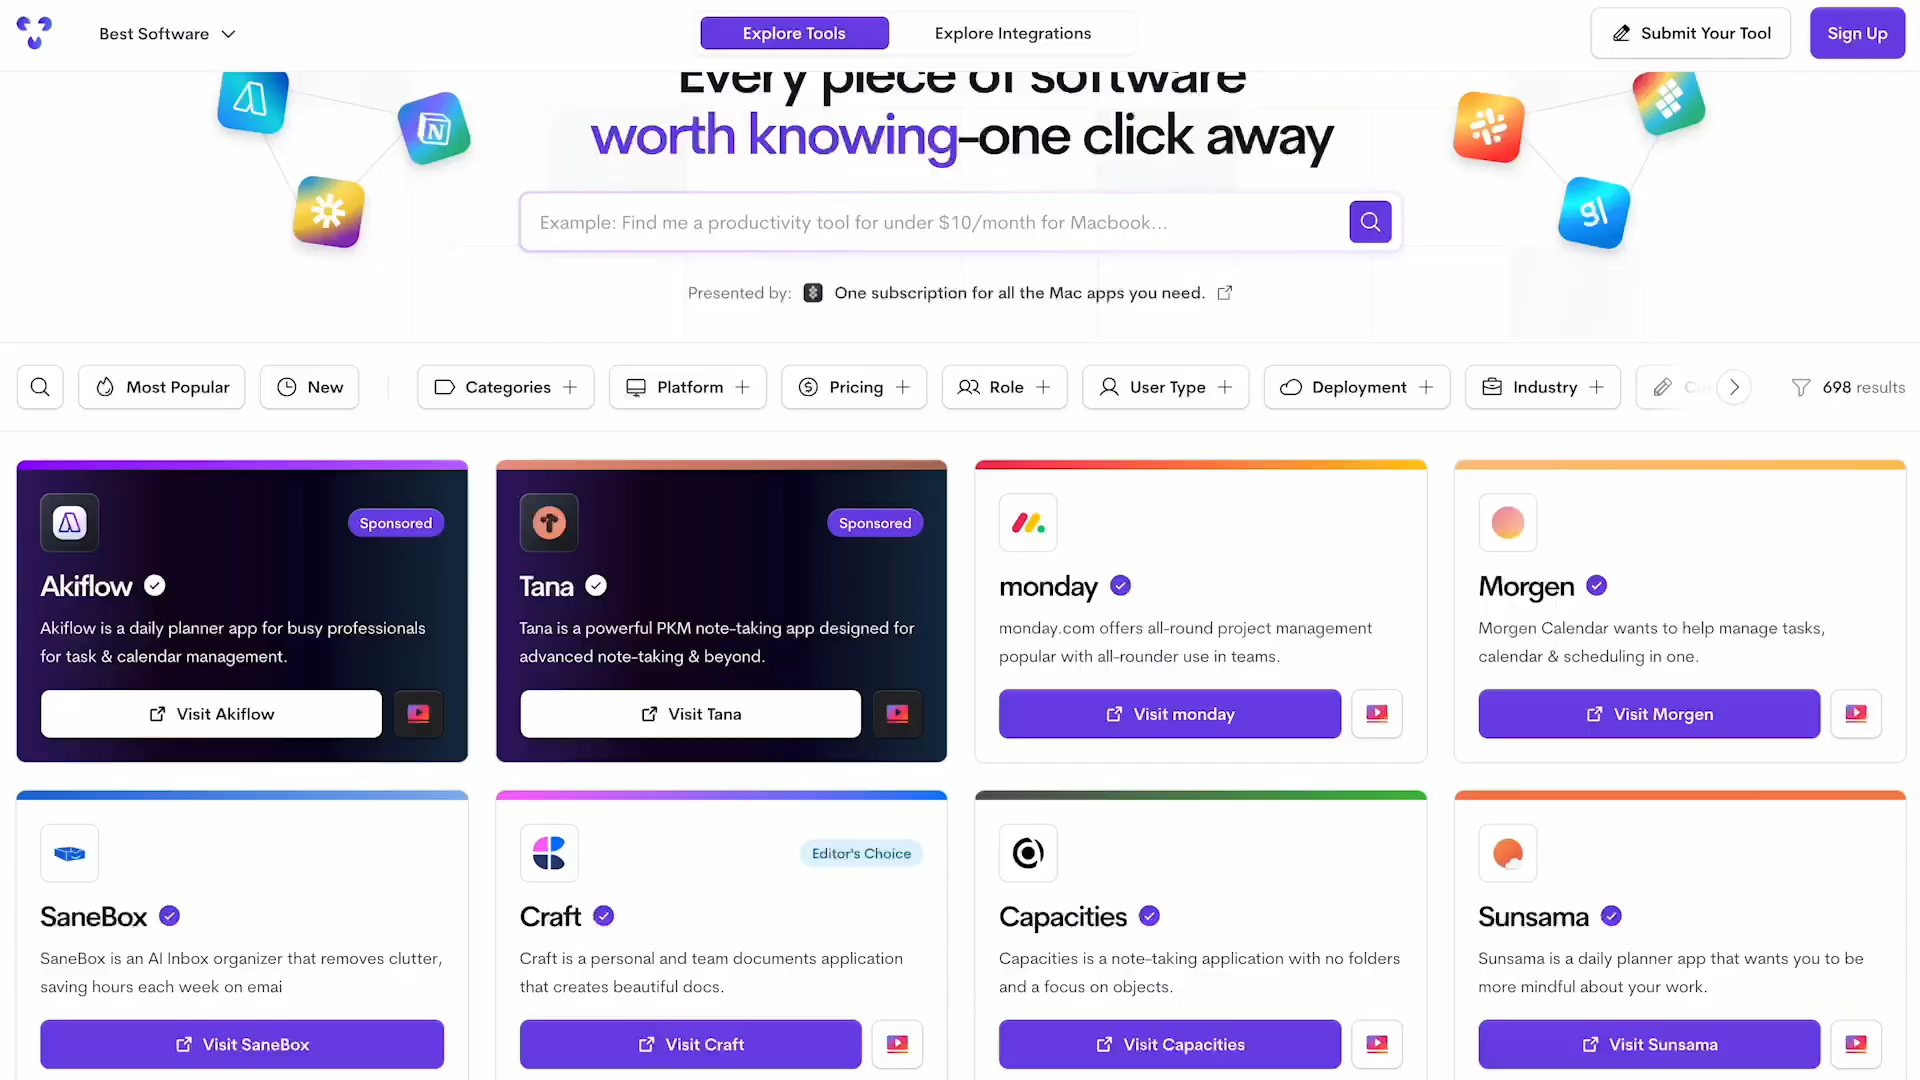 Best Software
Explore Tools
Explore Integrations
Submit Your Tool
Sign Up
Every piece of software
worth knowing-one click away
Example: Find me a productivity tool for under $10/month for Macbook...
Presented by: One subscription for all the Mac apps you need.
Most Popular
New
Categories
Platform
Pricing
Role
User Type
Deployment
Industry
698 results
Sponsored
Akiflow
Akiflow is a daily planner app for busy professionals
for task & calendar management.
Visit Akiflow
Sponsored
Tana
Tana is a powerful PKM note-taking app designed for
advanced note-taking & beyond.
Visit Tana
monday
monday.com offers all-round project management
popular with all-rounder use in teams.
Visit monday
Morgen
Morgen Calendar wants to help manage tasks,
calendar & scheduling in one.
Visit Morgen
SaneBox
SaneBox is an AI Inbox organizer that removes clutter,
saving hours each week on emai
Visit SaneBox
Editor's Choice
Craft
Craft is a personal and team documents application
that creates beautiful docs.
Visit Craft
Capacities
Capacities is a note-taking application with no folders
and a focus on objects.
Visit Capacities
Sunsama
Sunsama is a daily planner app that wants you to be
more mindful about your work.
Visit Sunsama